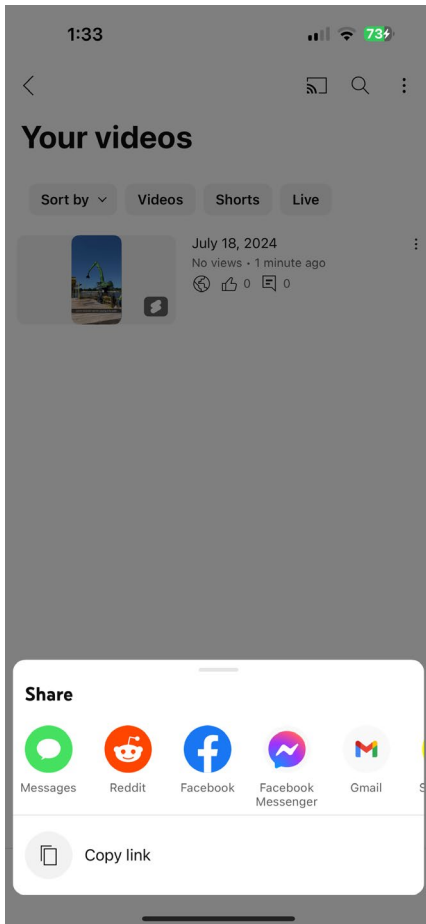 1:33
73
Your videos
Sort by
Videos
Shorts
Live
July 18, 2024
No views • 1 minute ago
0
0
Share
Messages
Reddit
Facebook
Facebook
Messenger
Gmail
S
Copy link